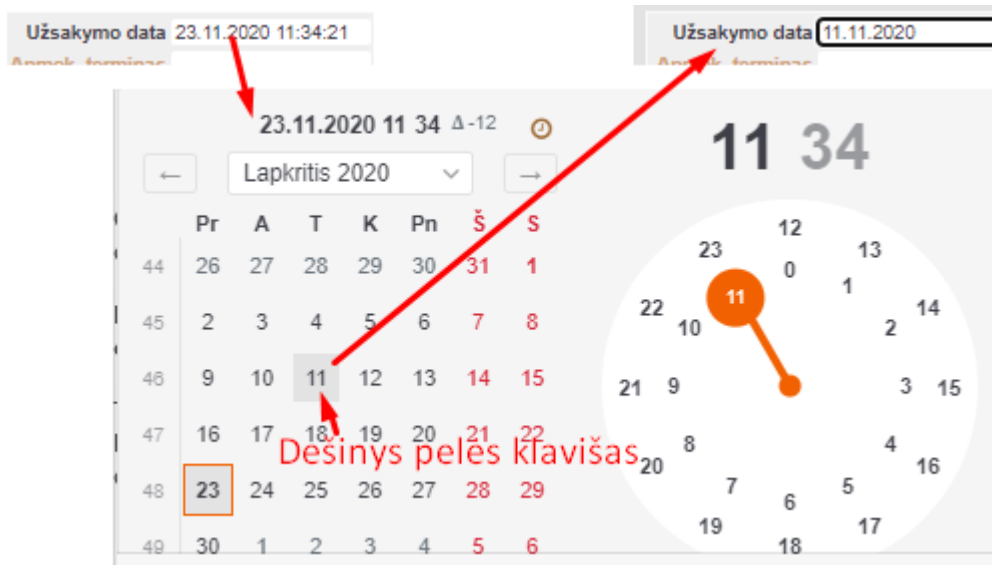 Užsakymo data 23.11.2020 11:34:21
Užsakymo data 11.11.2020
Apmok. terminas
Apmok. terminas
23.11.2020 11 34 Δ -12
← Lapkritis 2020 →
Pr A T K Pn Š S
44 26 27 28 29 30 31 1
45 2 3 4 5 6 7 8
46 9 10 11 12 13 14 15
47 16 17 18 19 20 21 22
48 23 24 25 26 27 28 29
49 30 1 2 3 4 5 6
Dešinys pelės klavišas
11 34
12
23 13
0
11 1
22 14
10 2
21 9 3 15
8 4
20 16
7 5
6
19 17
18